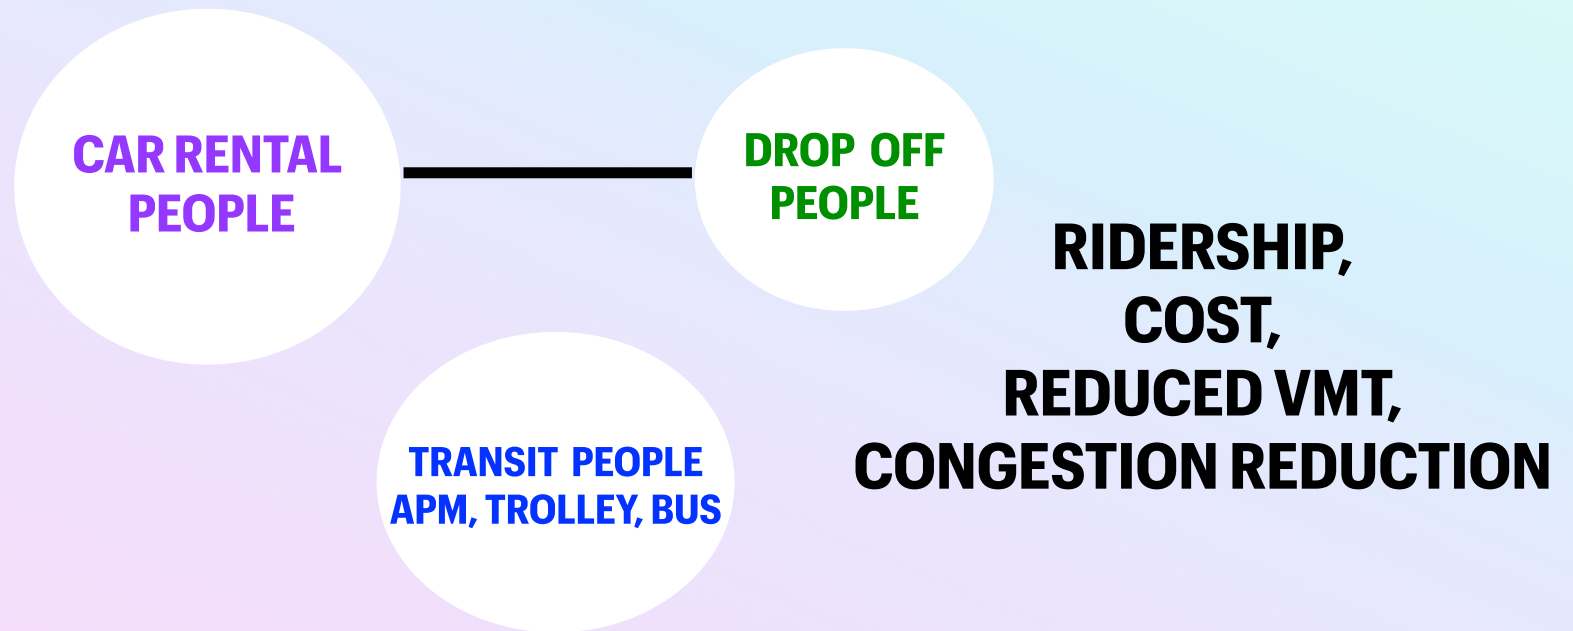 CAR RENTAL
PEOPLE
DROP OFF
PEOPLE
TRANSIT PEOPLE
APM, TROLLEY, BUS
RIDERSHIP,
COST,
REDUCED VMT,
CONGESTION REDUCTION